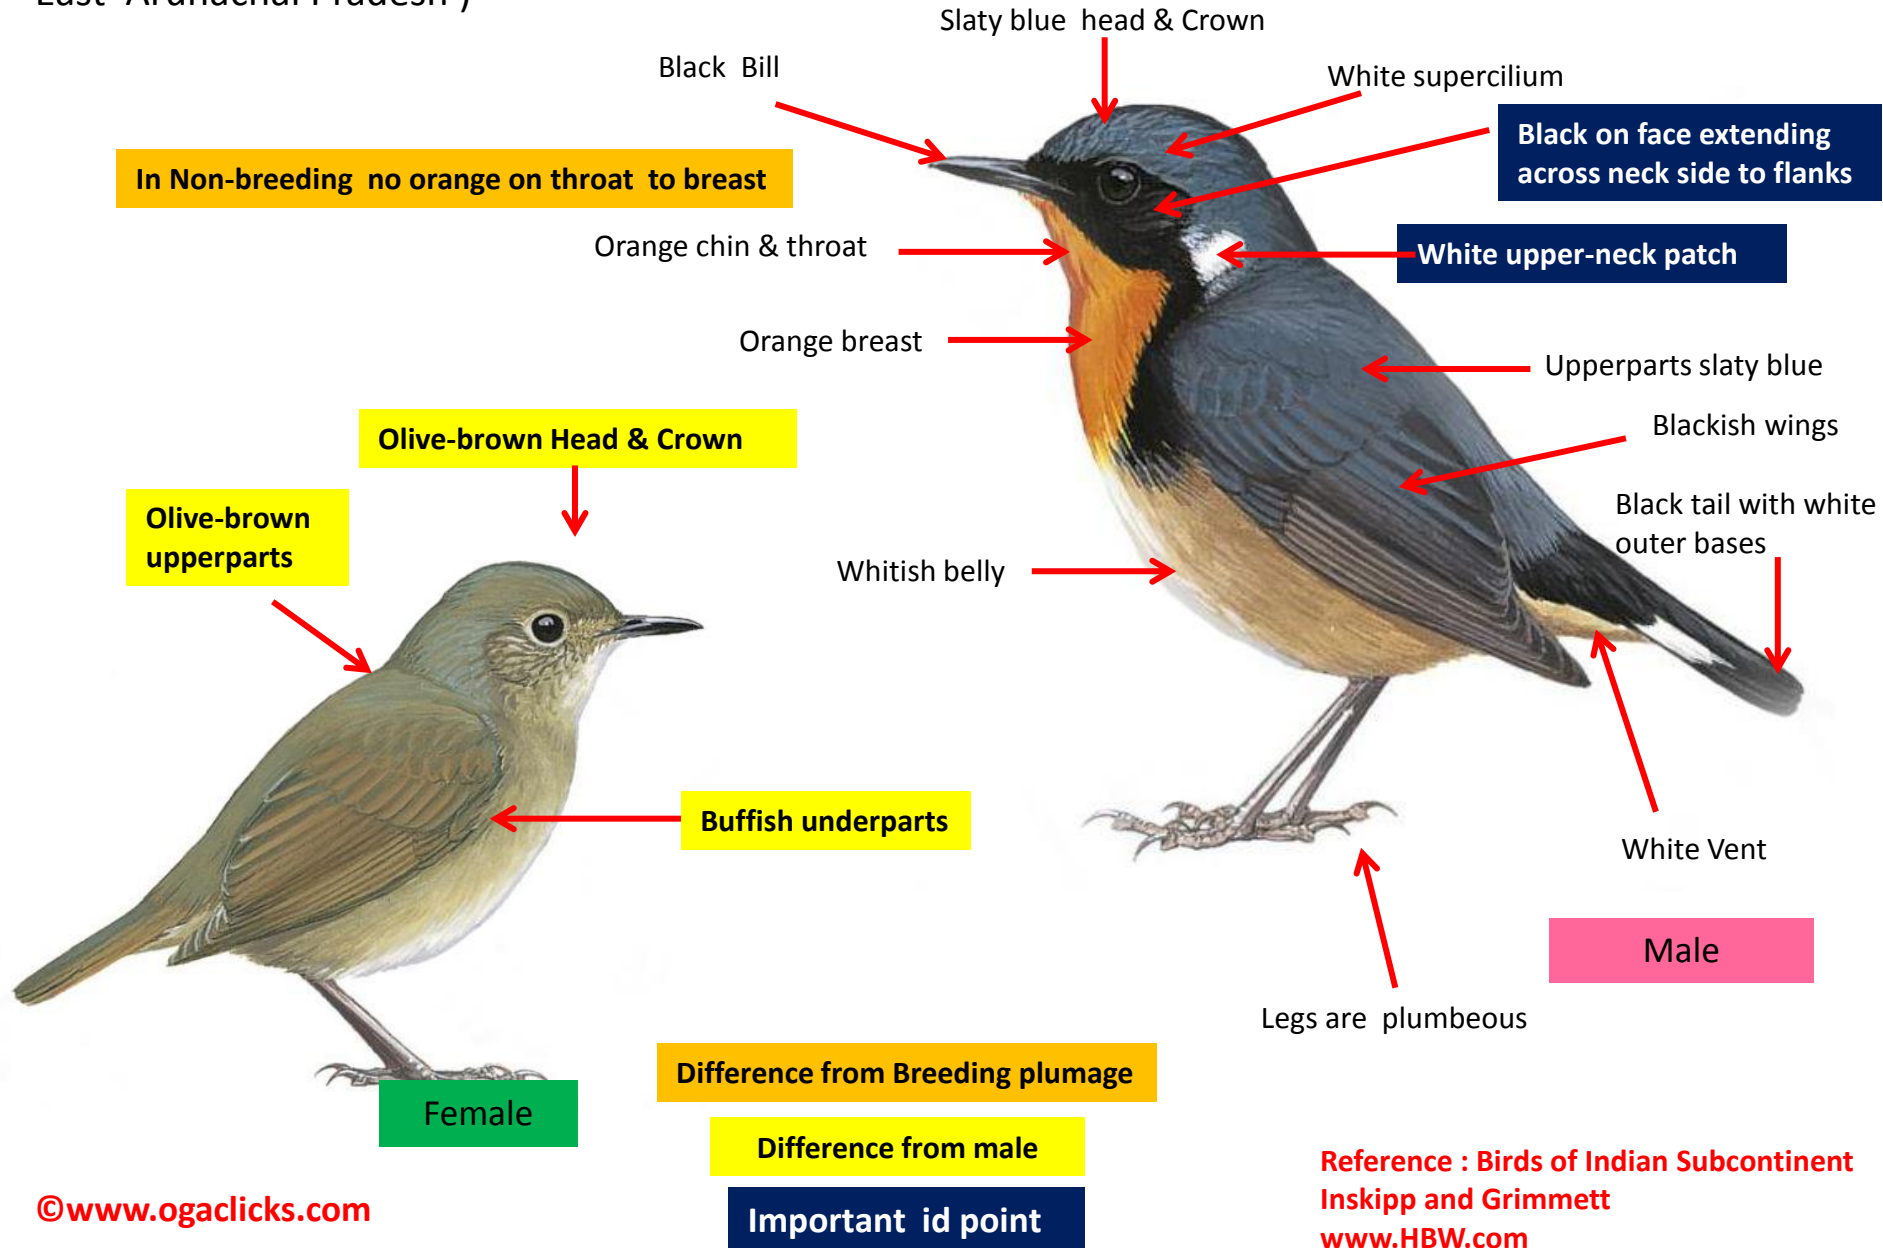 East Arunachal Pradesh )
Slaty blue head & Crown
Black Bill
White supercilium
Black on face extending
across neck side to flanks
In Non-breeding no orange on throat to breast
Orange chin & throat
White upper-neck patch
Orange breast
Upperparts slaty blue
Blackish wings
Olive-brown Head & Crown
Black tail with white
outer bases
Olive-brown
upperparts
Whitish belly
Buffish underparts
White Vent
Male
Legs are plumbeous
Difference from Breeding plumage
Female
Difference from male
Important id point
Reference : Birds of Indian Subcontinent
Inskipp and Grimmett
www.HBW.com
©www.ogaclicks.com